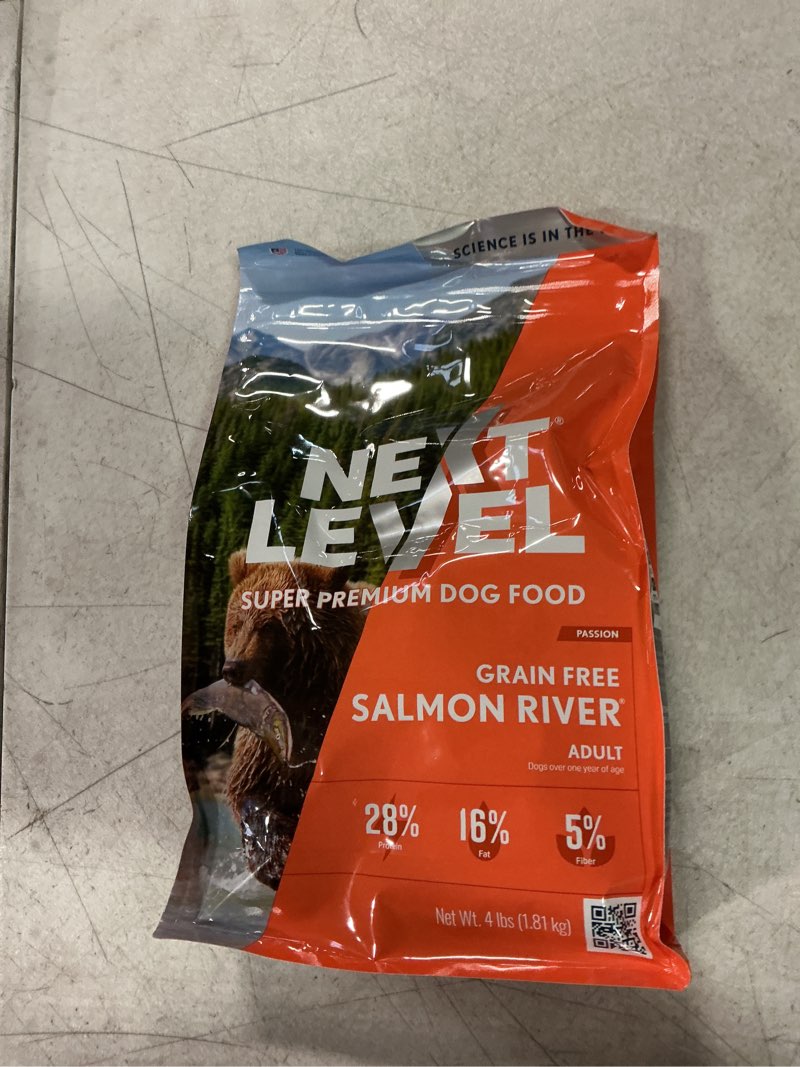 SCIENCE IS IN THE
NEXT
LEVEL®
SUPER PREMIUM DOG FOOD
PASSION
GRAIN FREE
SALMON RIVER®
ADULT
Dogs over one year of age
28%
Protein
16%
Fat
5%
Fiber
Net Wt. 4 lbs (1.81 kg)